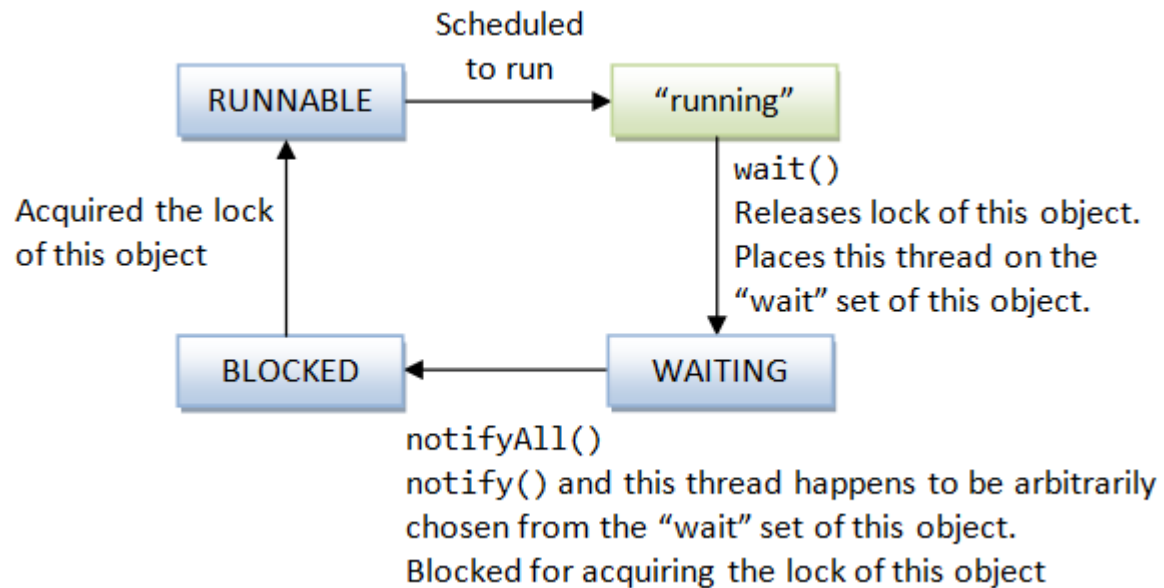 Scheduled
to run
RUNNABLE
“running”
wait()
Releases lock of this object.
Places this thread on the
“wait” set of this object.
Acquired the lock
of this object
BLOCKED
WAITING
notifyAll()
notify() and this thread happens to be arbitrarily
chosen from the “wait” set of this object.
Blocked for acquiring the lock of this object